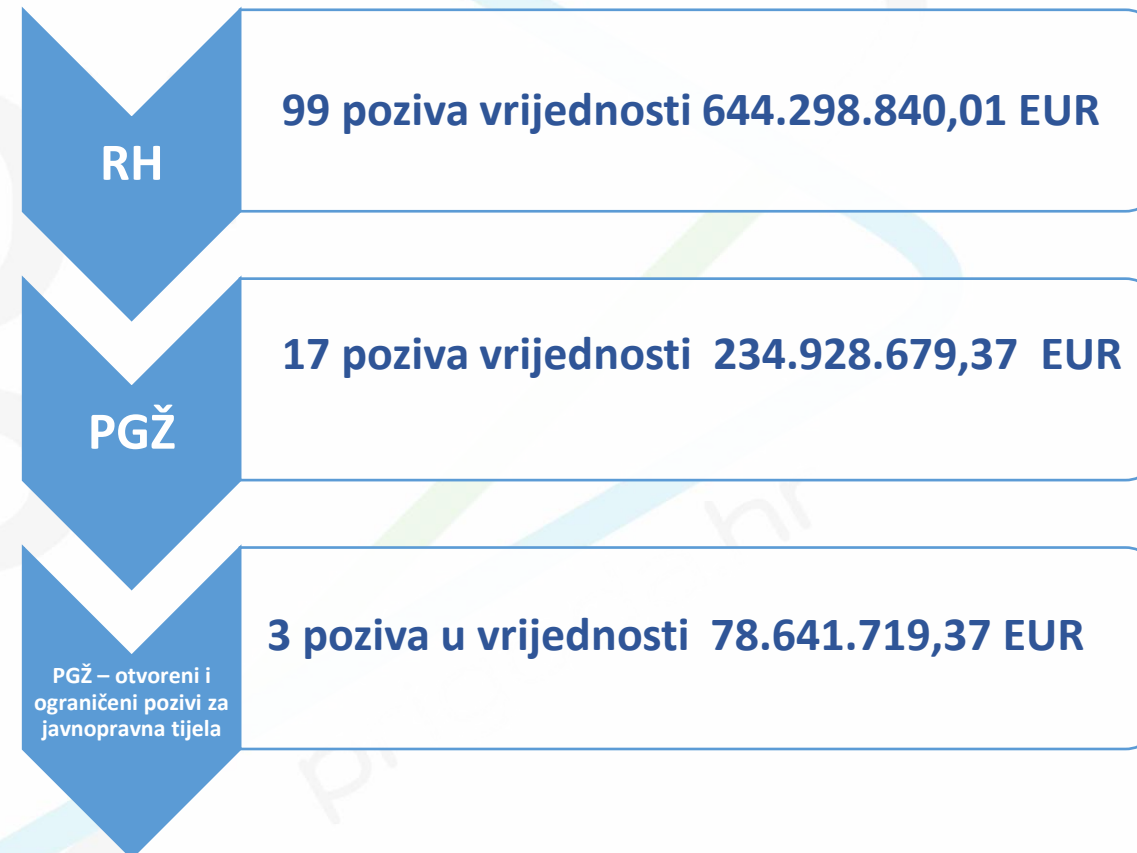 RH
99 poziva vrijednosti 644.298.840,01 EUR
PGŽ
17 poziva vrijednosti 234.928.679,37 EUR
PGŽ – otvoreni i
ograničeni pozivi za
javnopravna tijela
3 poziva u vrijednosti 78.641.719,37 EUR
hr